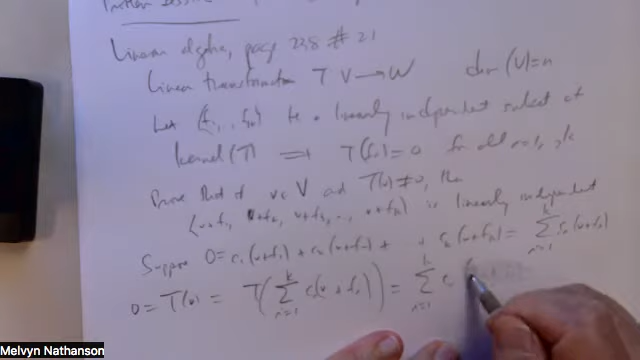 Linear algebra, page 238 # 21
Linear transformation T V → W dim (V) = n
Let {f₁, .., fₖ} be a linearly independent subset of
kernel (T) ⟹ T(fᵢ) = 0 for all i=1, ,k
Prove that if v ∈ V and T(v) ≠ 0, then
{v+f₁, v+f₂, v+f₃, .., v+fₖ} is linearly independent
Suppose 0 = c₁(v+f₁) + c₂(v+f₂) + + cₖ(v+fₖ) = Σ cᵢ(v+fᵢ)
0 = T(0) = T(Σ cᵢ(v + fᵢ)) = Σ cᵢ
Melvyn Nathanson